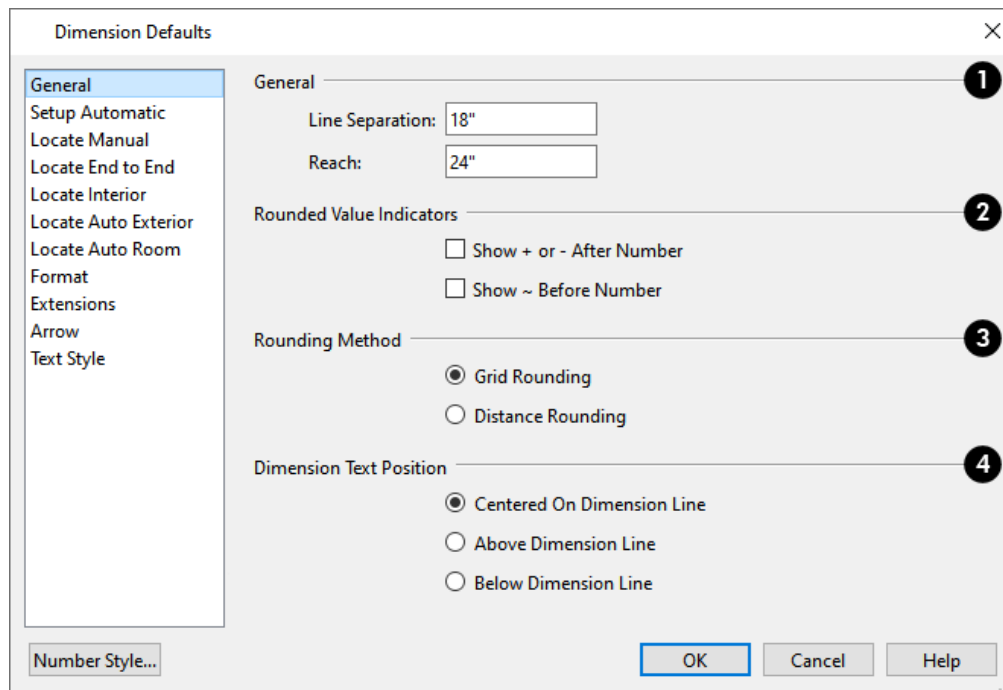 Dimension Defaults
General
Setup Automatic
Locate Manual
Locate End to End
Locate Interior
Locate Auto Exterior
Locate Auto Room
Format
Extensions
Arrow
Text Style
General 1
Line Separation: 18"
Reach: 24"
Rounded Value Indicators 2
Show + or - After Number
Show ~ Before Number
Rounding Method 3
Grid Rounding
Distance Rounding
Dimension Text Position 4
Centered On Dimension Line
Above Dimension Line
Below Dimension Line
Number Style... OK Cancel Help